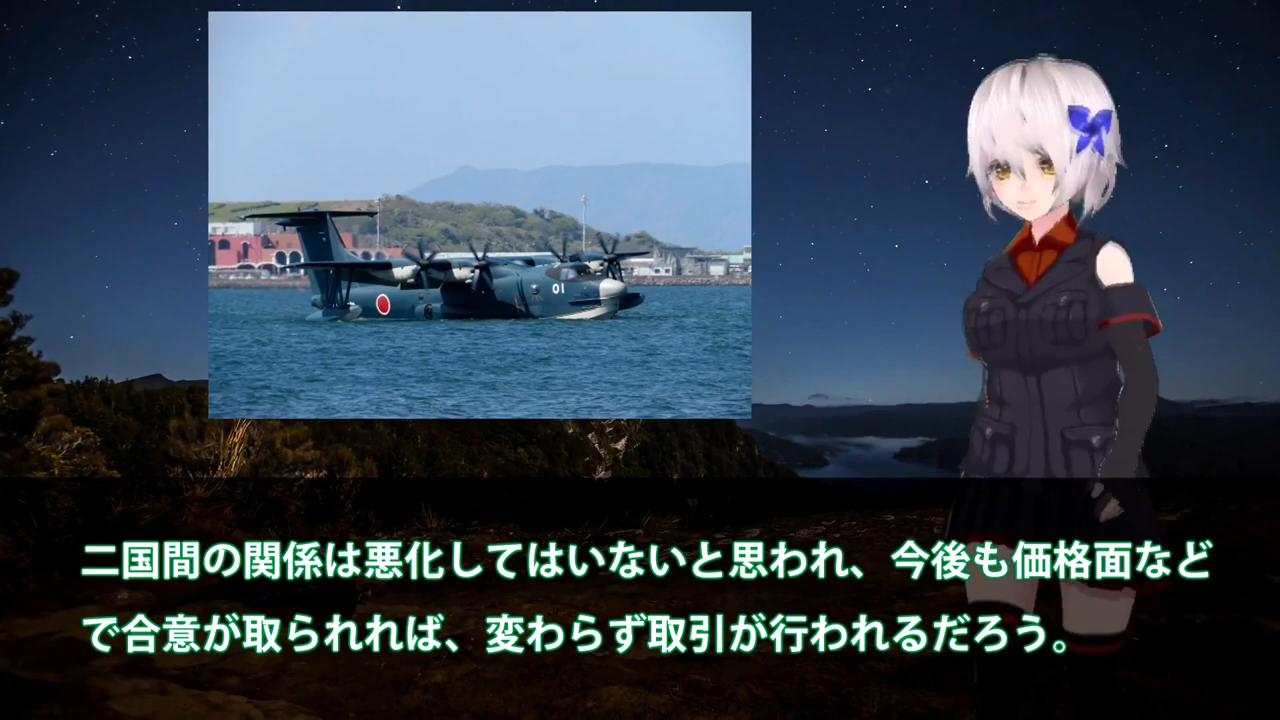 01
二国間の関係は悪化してはいないと思われ、今後も価格面など
で合意が取られれば、変わらず取引が行われるだろう。